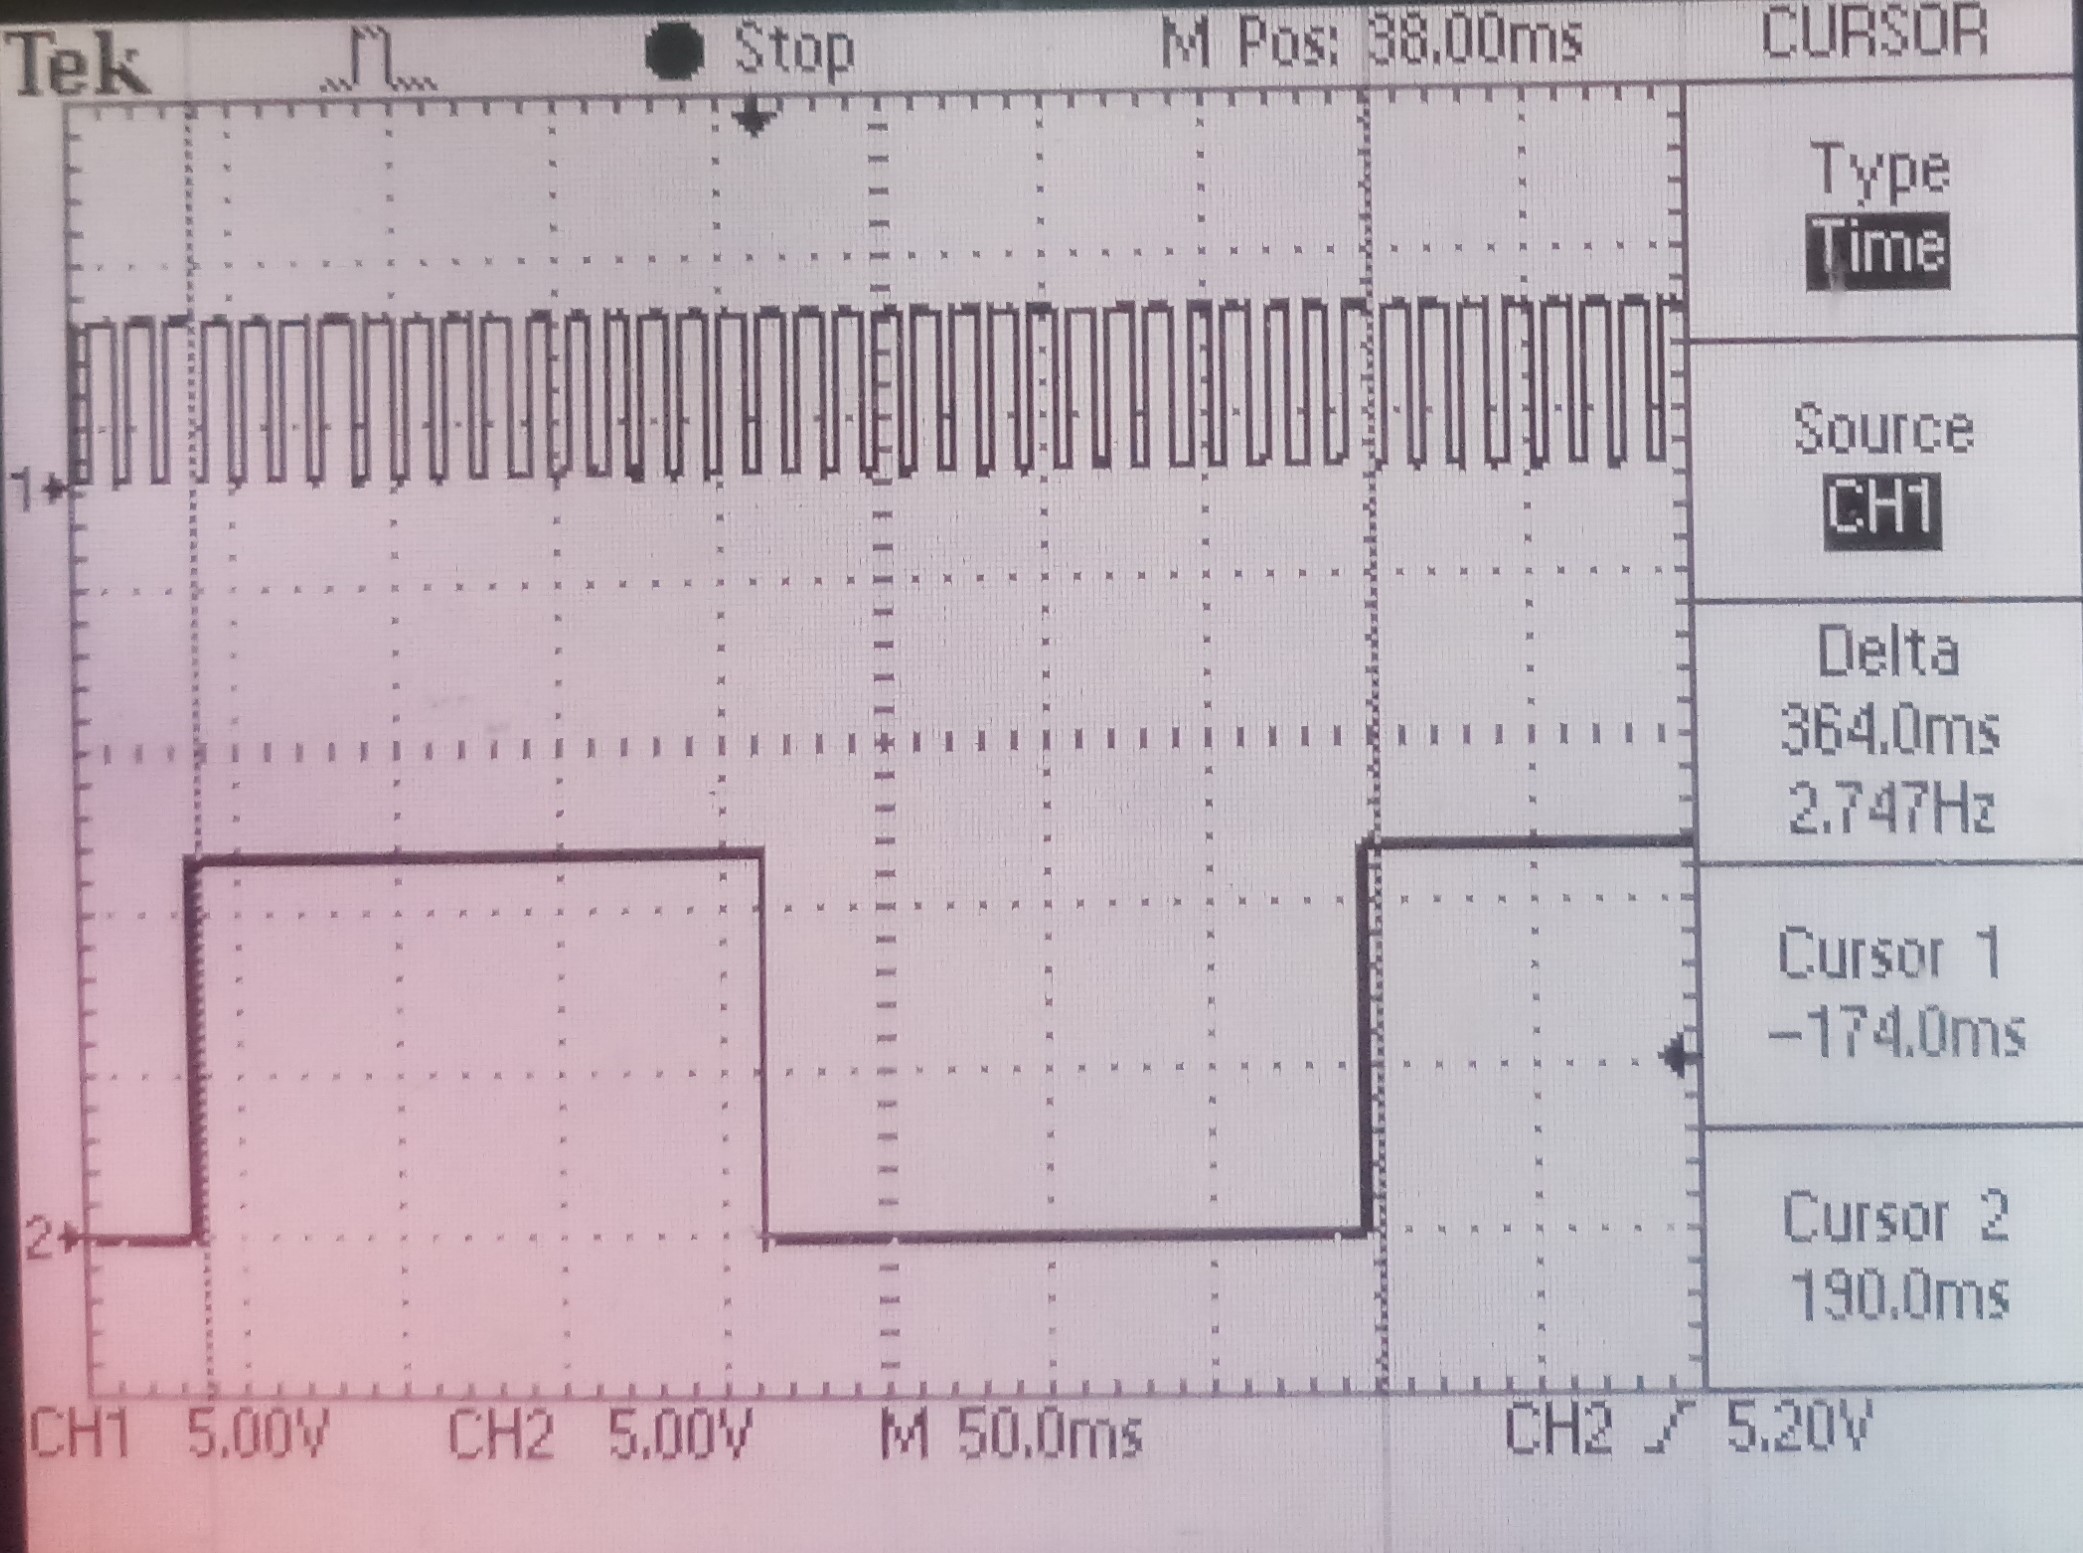 Tek Stop M Pos: 38.00ms CURSOR
Type
Time
Source
CH1
Delta
364.0ms
2.747Hz
Cursor 1
-174.0ms
Cursor 2
190.0ms
1
2
CH1 5.00V CH2 5.00V M 50.0ms CH2 5.20V